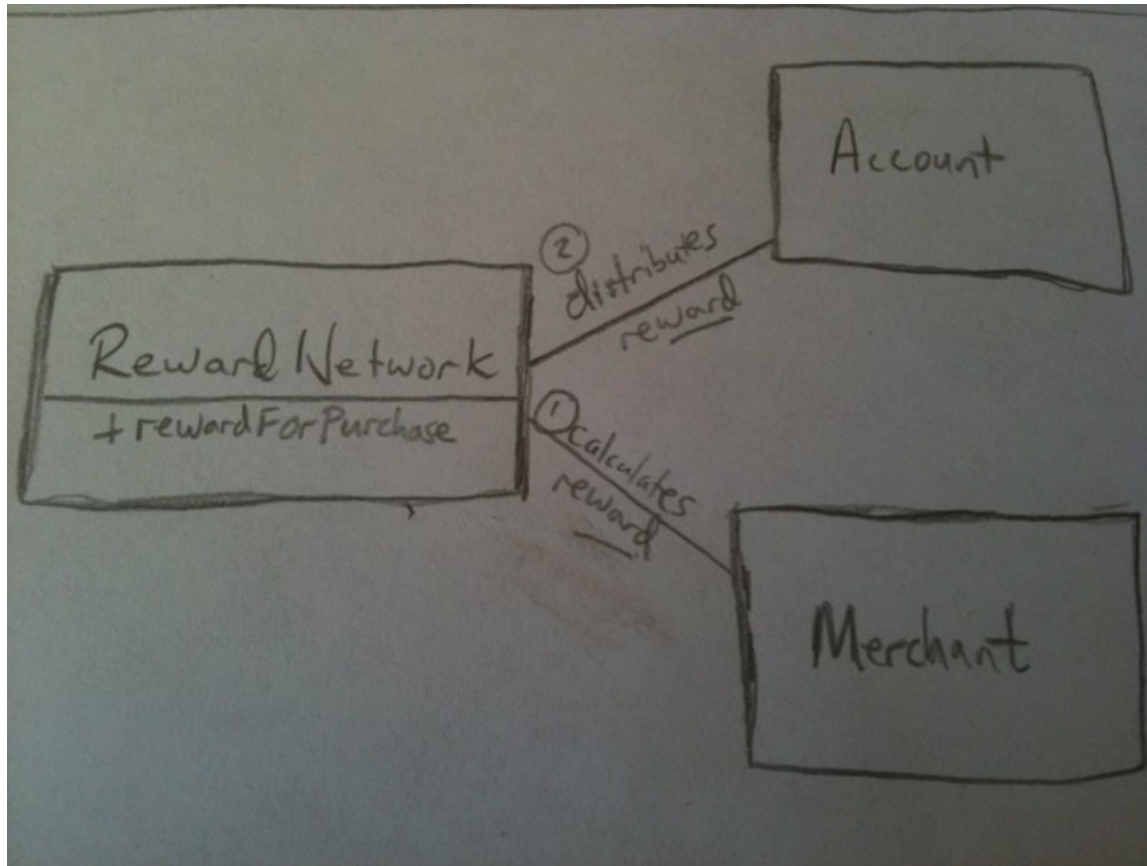 Account
②
distributes
reward
Reward Network
+ rewardForPurchase
① calculates
reward
Merchant